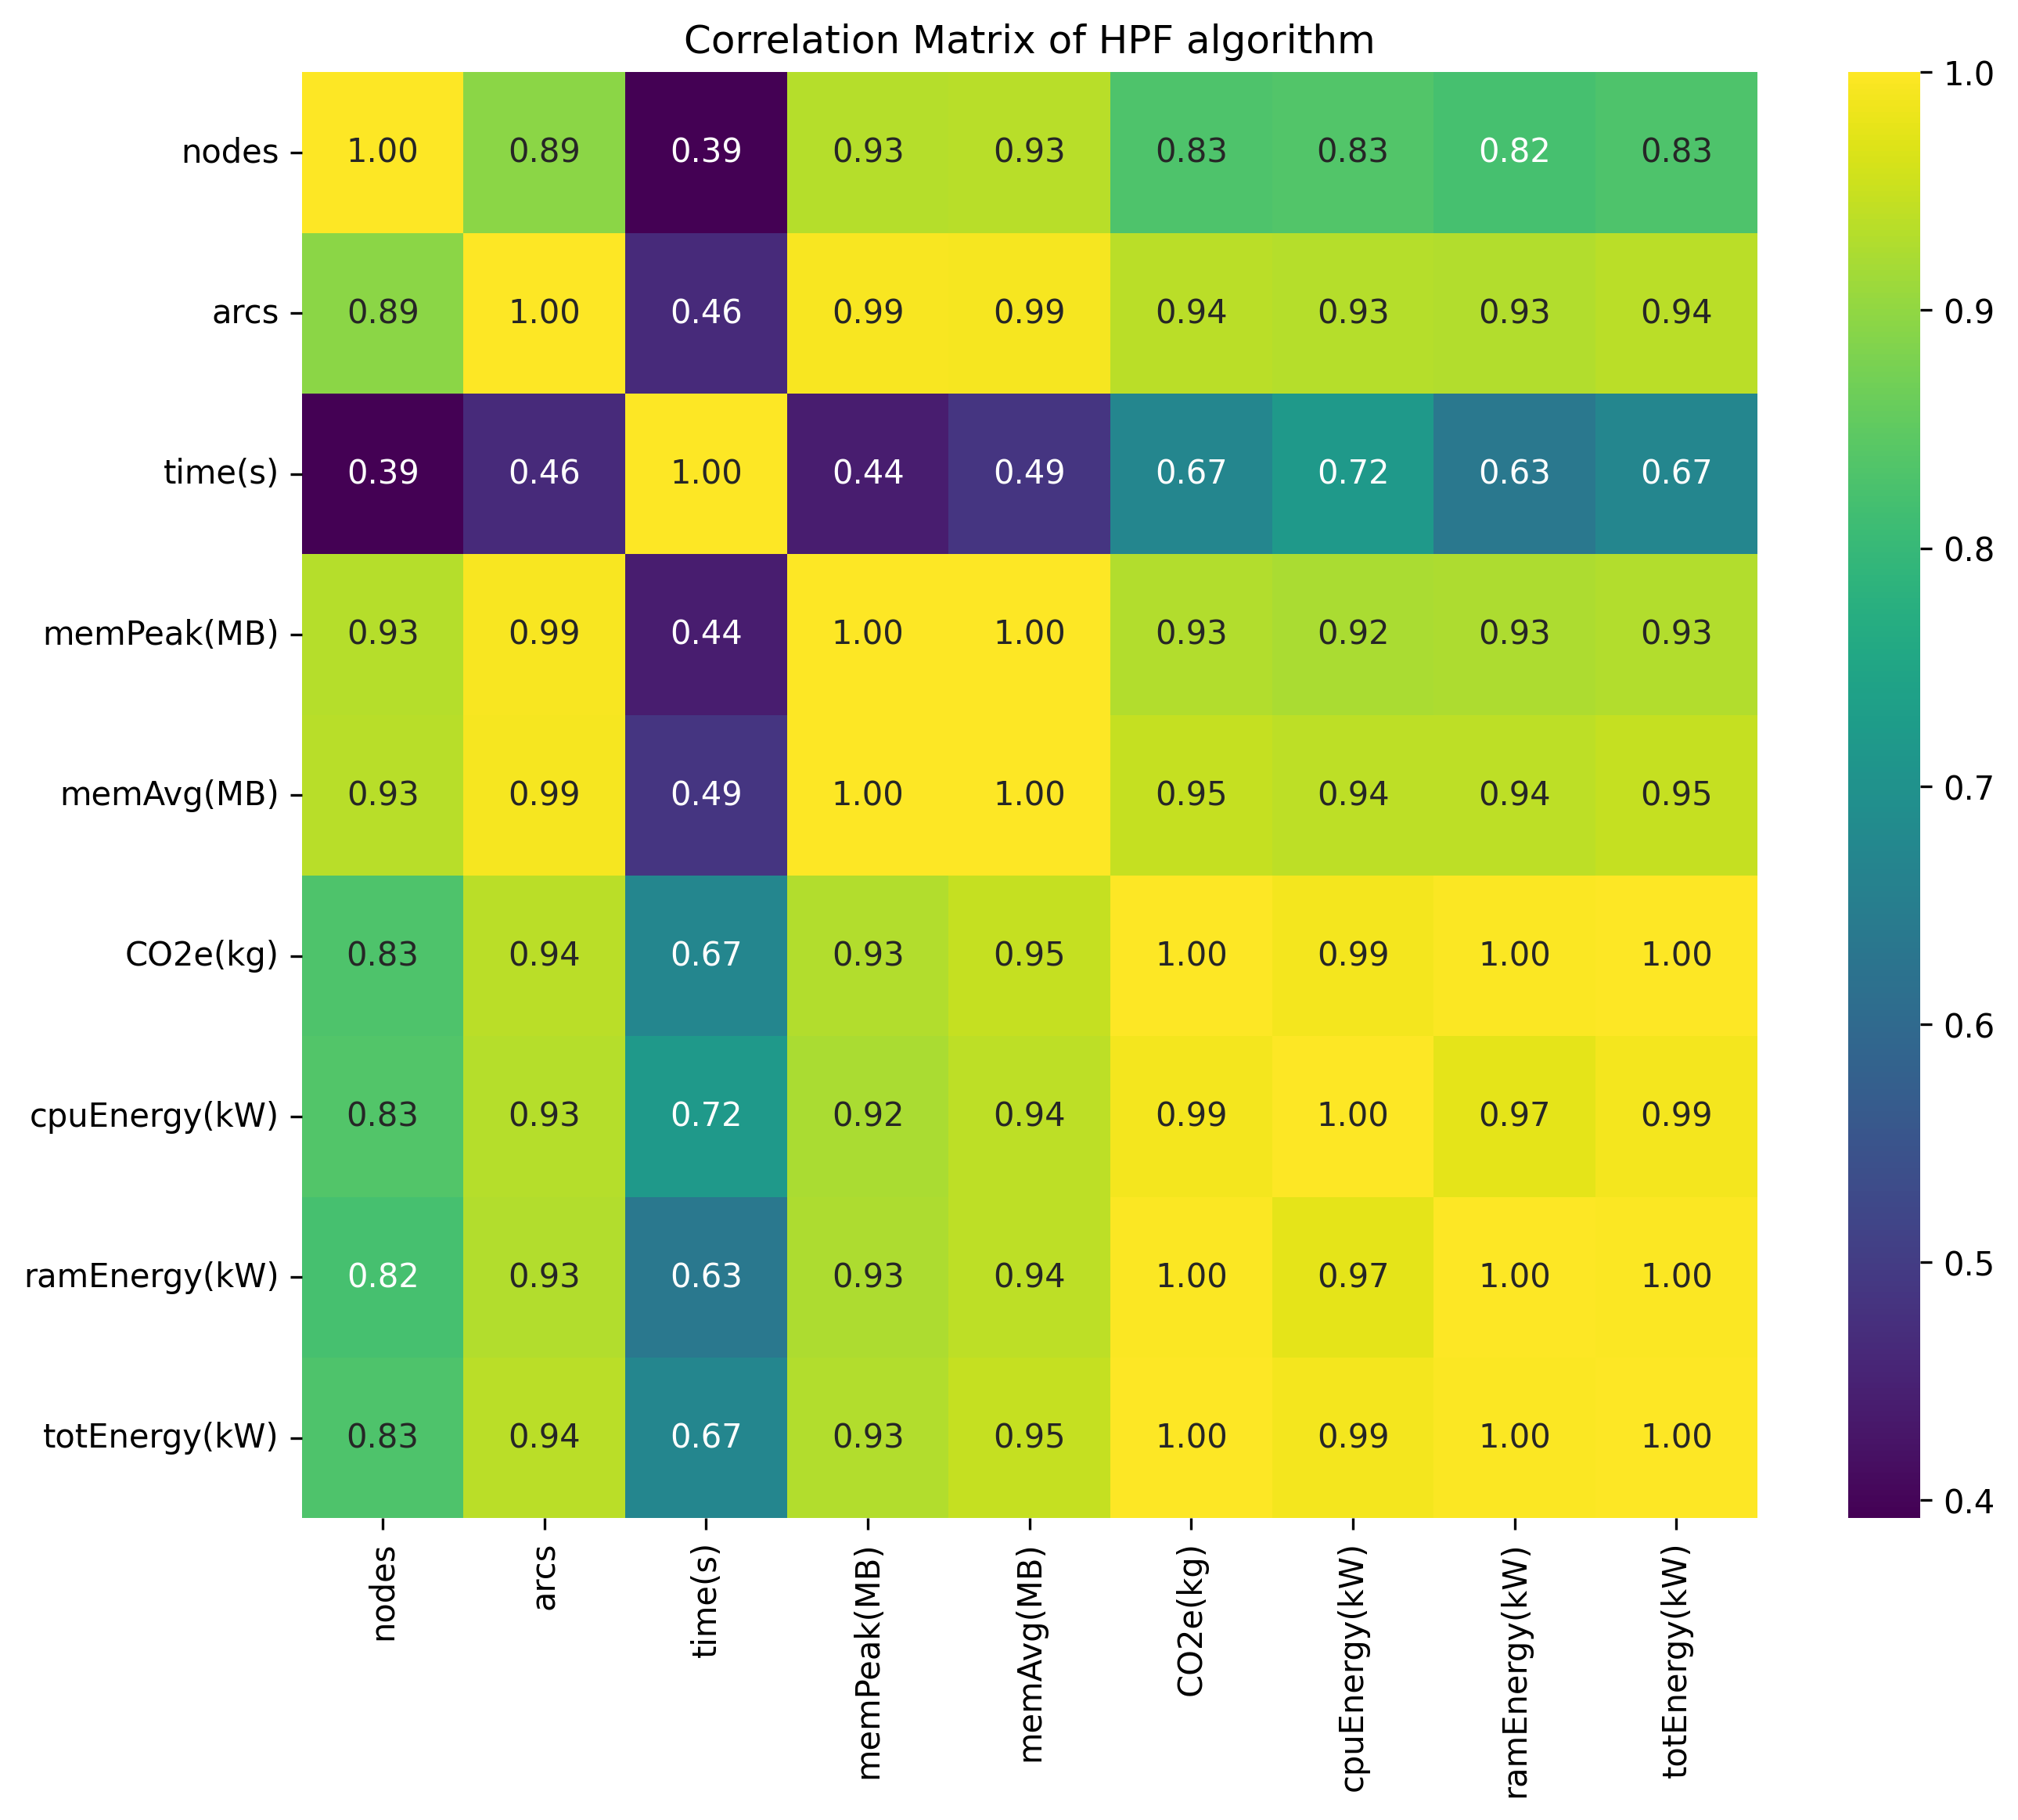 Correlation Matrix of HPF algorithm
nodes 1.00 0.89 0.39 0.93 0.93 0.83 0.83 0.82 0.83
arcs 0.89 1.00 0.46 0.99 0.99 0.94 0.93 0.93 0.94
time(s) 0.39 0.46 1.00 0.44 0.49 0.67 0.72 0.63 0.67
memPeak(MB) 0.93 0.99 0.44 1.00 1.00 0.93 0.92 0.93 0.93
memAvg(MB) 0.93 0.99 0.49 1.00 1.00 0.95 0.94 0.94 0.95
CO2e(kg) 0.83 0.94 0.67 0.93 0.95 1.00 0.99 1.00 1.00
cpuEnergy(kW) 0.83 0.93 0.72 0.92 0.94 0.99 1.00 0.97 0.99
ramEnergy(kW) 0.82 0.93 0.63 0.93 0.94 1.00 0.97 1.00 1.00
totEnergy(kW) 0.83 0.94 0.67 0.93 0.95 1.00 0.99 1.00 1.00
nodes
arcs
time(s)
memPeak(MB)
memAvg(MB)
CO2e(kg)
cpuEnergy(kW)
ramEnergy(kW)
totEnergy(kW)
1.0
0.9
0.8
0.7
0.6
0.5
0.4